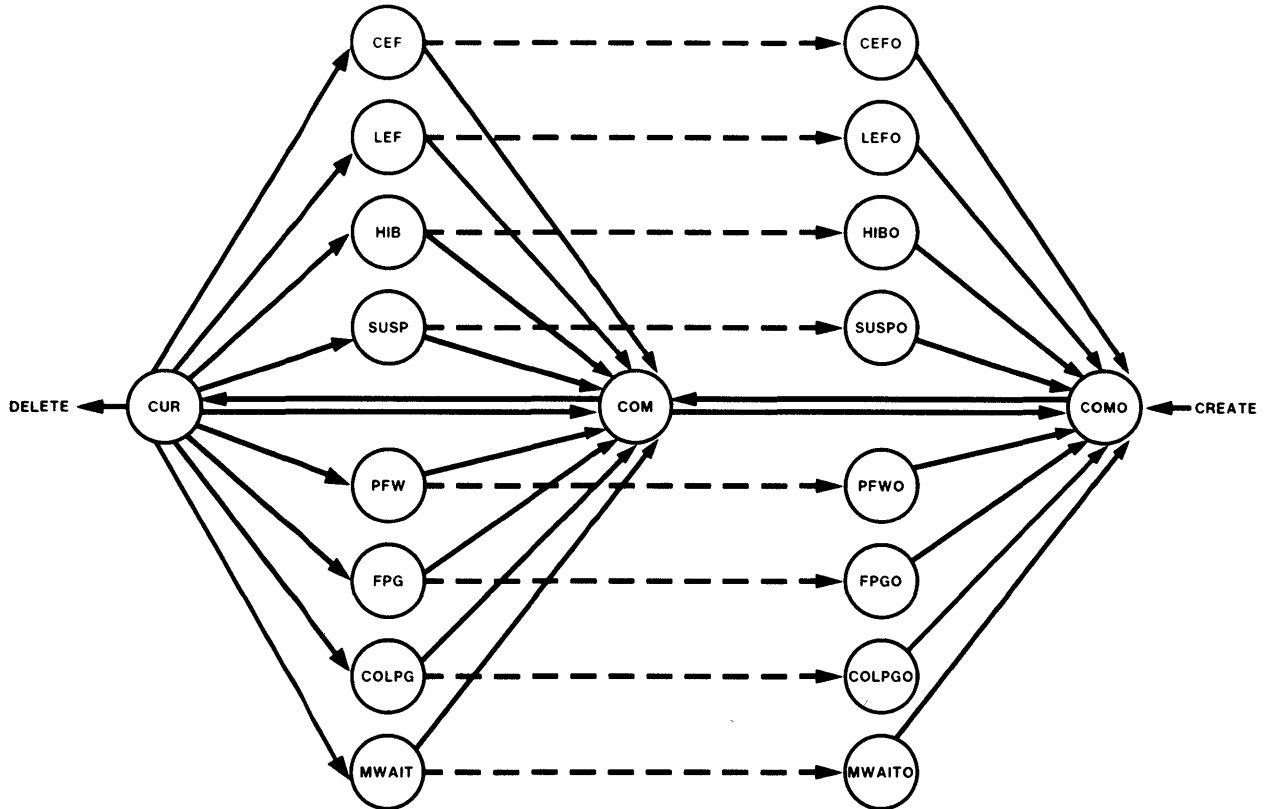 CEF
CEFO
LEF
LEFO
HIB
HIBO
SUSP
SUSPO
DELETE
CUR
COM
COMO
CREATE
PFW
PFWO
FPG
FPGO
COLPG
COLPGO
MWAIT
MWAITO